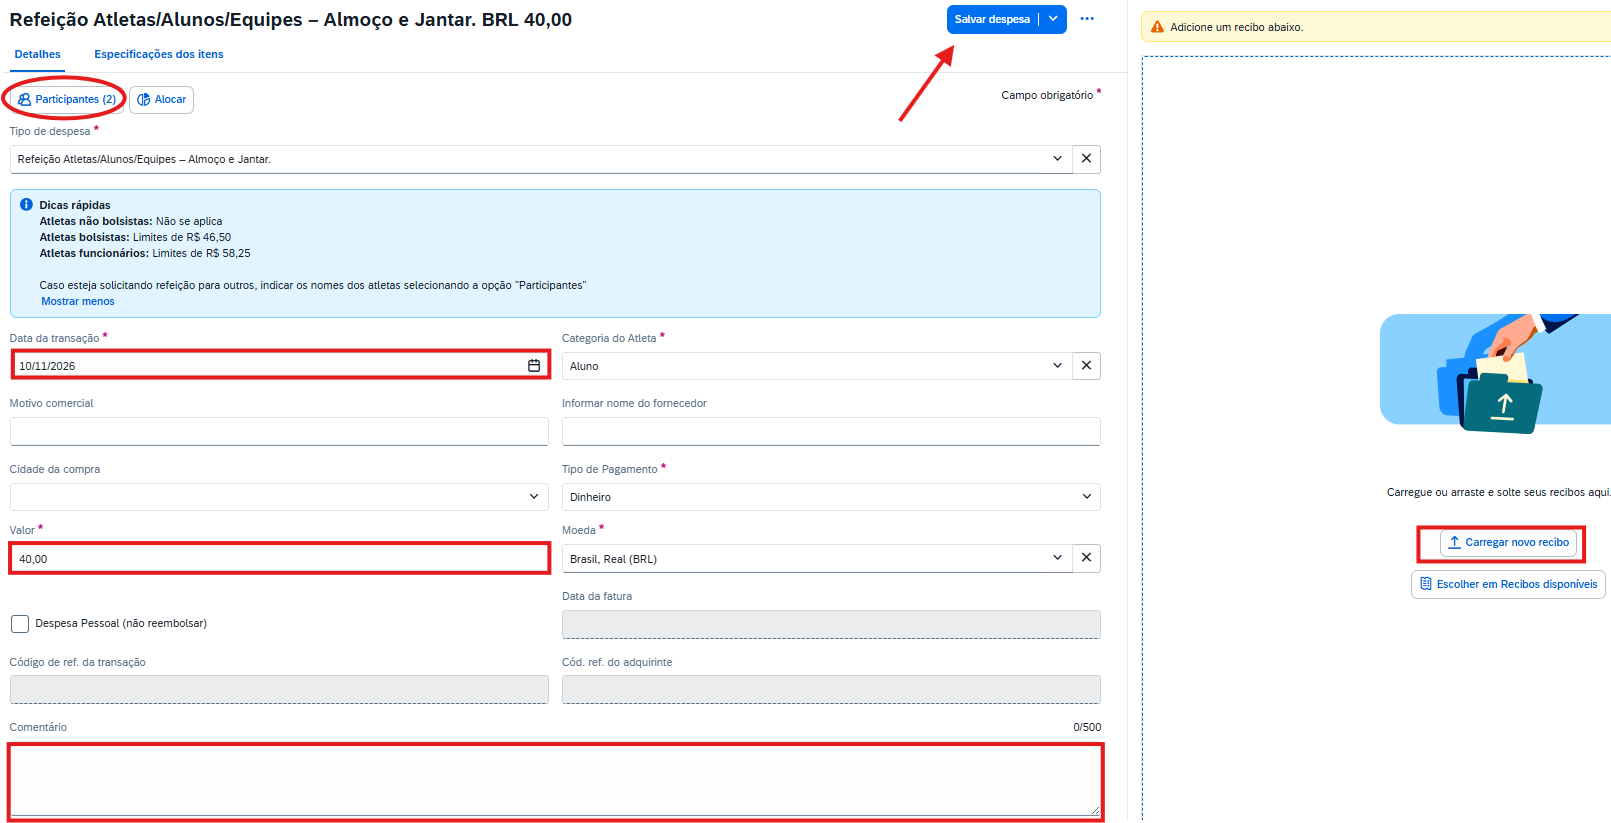 Refeição Atletas/Alunos/Equipes – Almoço e Jantar. BRL 40,00
Salvar despesa
Detalhes
Especificações dos itens
Participantes (2)
Alocar
Campo obrigatório *
Tipo de despesa *
Refeição Atletas/Alunos/Equipes – Almoço e Jantar.
Dicas rápidas
Atletas não bolsistas: Não se aplica
Atletas bolsistas: Limites de R$ 46,50
Atletas funcionários: Limites de R$ 58,25
Caso esteja solicitando refeição para outros, indicar os nomes dos atletas selecionando a opção "Participantes"
Mostrar menos
Data da transação *
10/11/2026
Categoria do Atleta *
Aluno
Motivo comercial
Informar nome do fornecedor
Cidade da compra
Tipo de Pagamento *
Dinheiro
Valor *
40,00
Moeda *
Brasil, Real (BRL)
Despesa Pessoal (não reembolsar)
Data da fatura
Código de ref. da transação
Cód. ref. do adquirinte
Comentário
0/500
Adicione um recibo abaixo.
Carregue ou arraste e solte seus recibos aqui.
Carregar novo recibo
Escolher em Recibos disponíveis